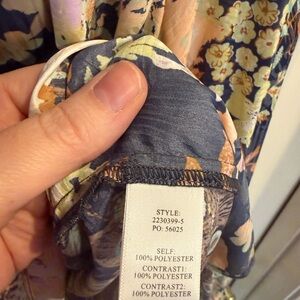 STYLE:
2230399-5
PO: 56025
SELF:
100% POLYESTER
CONTRAST1:
100% POLYESTER
CONTRAST2:
100% POLYESTER